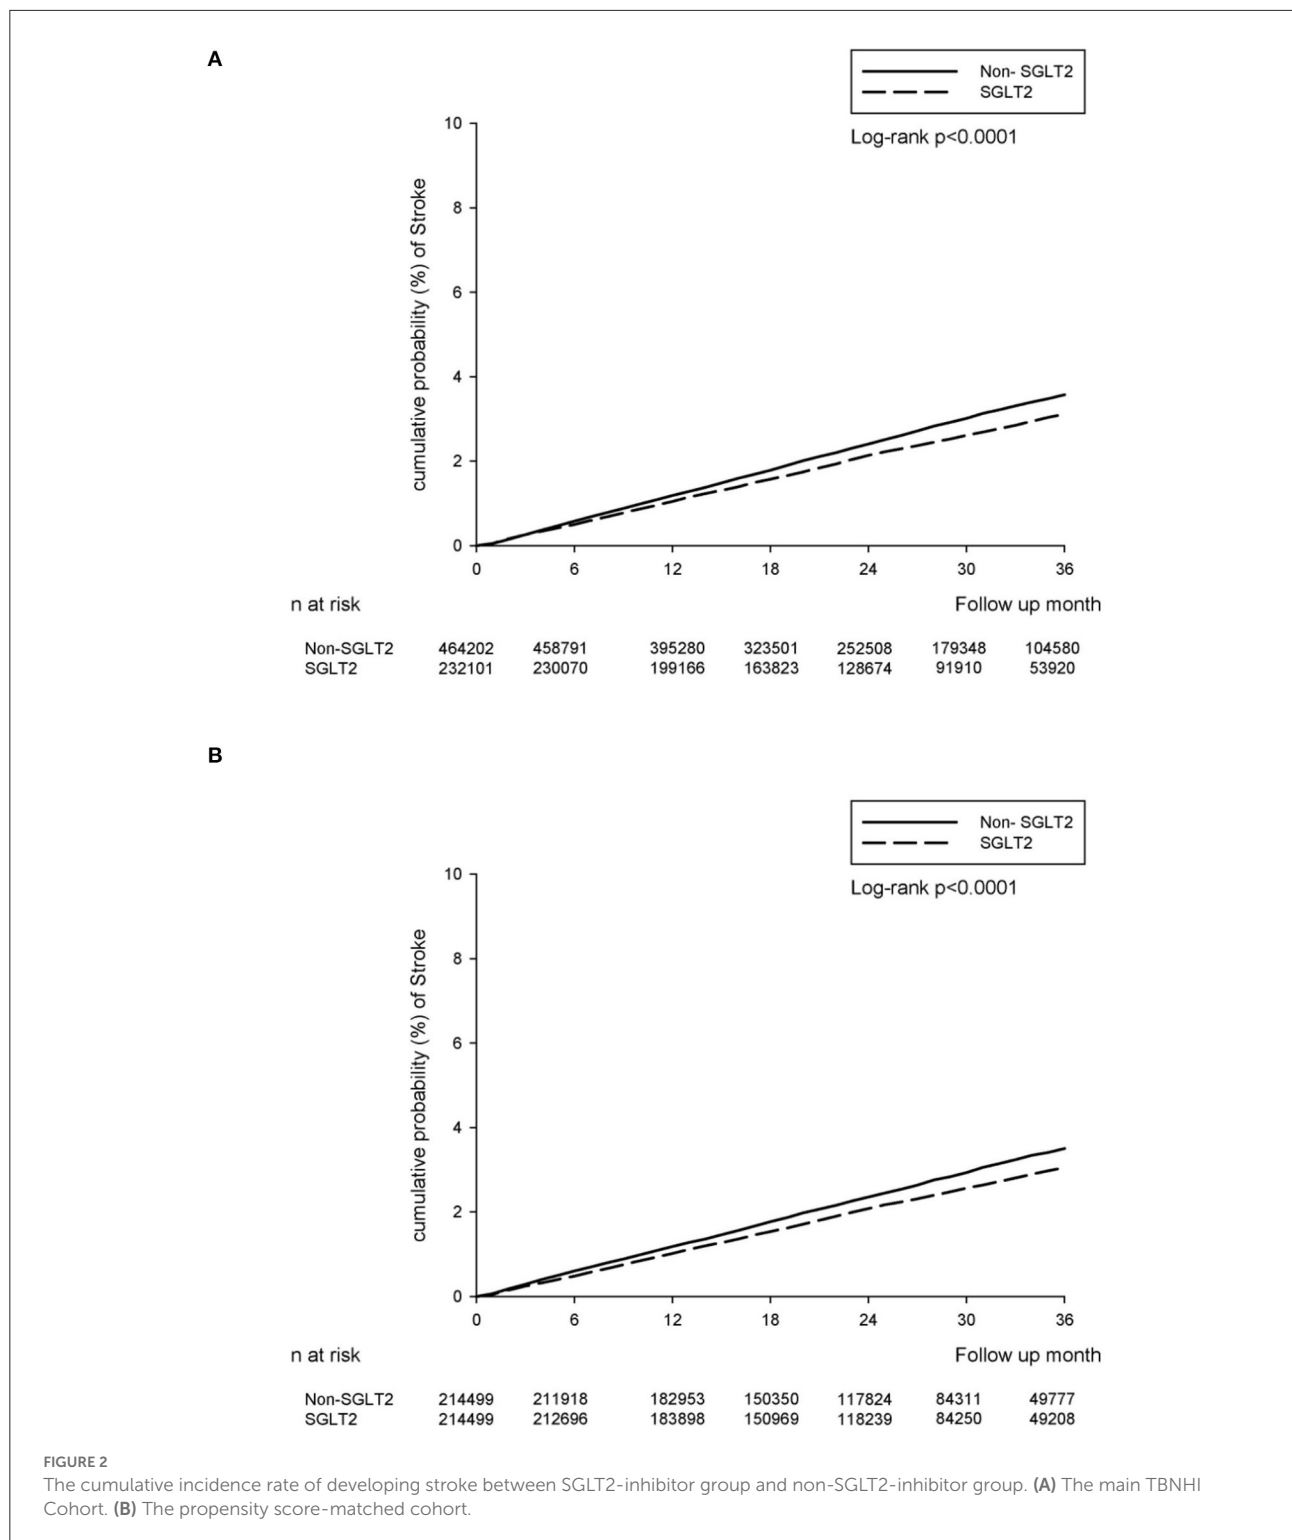 A
Non- SGLT2
SGLT2
Log-rank p<0.0001
cumulative probability (%) of Stroke
10
8
6
4
2
0
0 6 12 18 24 30 36
n at risk Follow up month
Non-SGLT2 464202 458791 395280 323501 252508 179348 104580
SGLT2 232101 230070 199166 163823 128674 91910 53920
B
Non- SGLT2
SGLT2
Log-rank p<0.0001
cumulative probability (%) of Stroke
10
8
6
4
2
0
0 6 12 18 24 30 36
n at risk Follow up month
Non-SGLT2 214499 211918 182953 150350 117824 84311 49777
SGLT2 214499 212696 183898 150969 118239 84250 49208
FIGURE 2
The cumulative incidence rate of developing stroke between SGLT2-inhibitor group and non-SGLT2-inhibitor group. (A) The main TBNHI
Cohort. (B) The propensity score-matched cohort.